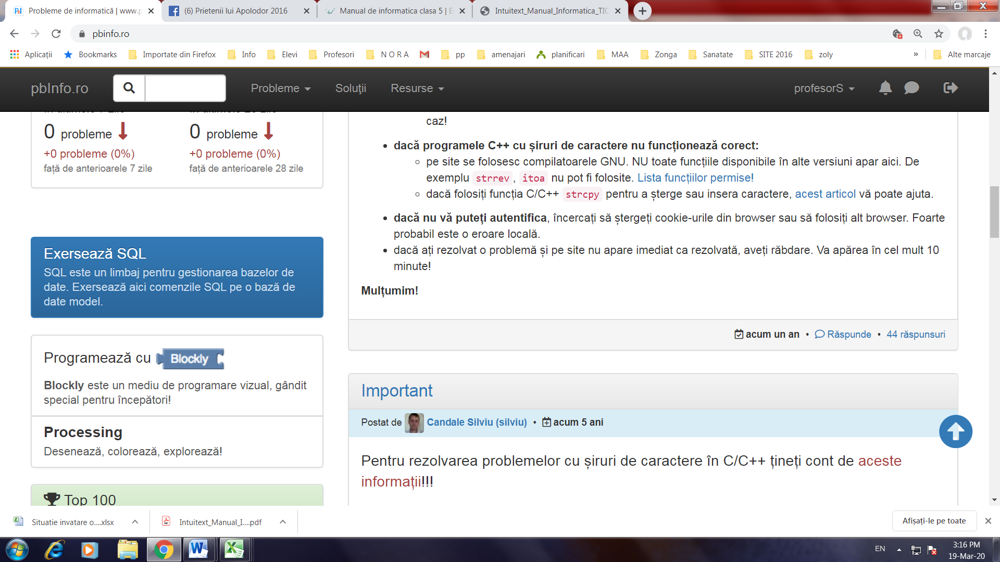 Probleme de informatică | www.p
(6) Prietenii lui Apolodor 2016
Manual de informatica clasa 5 | E
Intuitext_Manual_Informatica_TIC
pbinfo.ro
Aplicații
Bookmarks
Importate din Firefox
Info
Elevi
Profesori
N O R A
pp
amenajari
planificari
MAA
Zonga
Sanatate
SITE 2016
zoly
»
Alte marcaje
pbInfo.ro
Probleme
Soluţii
Resurse
profesorS
0 probleme
+0 probleme (0%)
față de anterioarele 7 zile
0 probleme
+0 probleme (0%)
față de anterioarele 28 zile
Exersează SQL
SQL este un limbaj pentru gestionarea bazelor de
date. Exersează aici comenzile SQL pe o bază de
date model.
Programează cu Blockly
Blockly este un mediu de programare vizual, gândit
special pentru începători!
Processing
Desenează, colorează, explorează!
Top 100
caz!
• dacă programele C++ cu șiruri de caractere nu funcționează corect:
◦ pe site se folosesc compilatoarele GNU. NU toate funcțiile disponibile în alte versiuni apar aici. De
exemplu strrev, itoa nu pot fi folosite. Lista funcțiilor permise!
◦ dacă folosiți funcția C/C++ strcpy pentru a șterge sau insera caractere, acest articol vă poate ajuta.
• dacă nu vă puteți autentifica, încercați să ștergeți cookie-urile din browser sau să folosiți alt browser. Foarte
probabil este o eroare locală.
• dacă ați rezolvat o problemă și pe site nu apare imediat ca rezolvată, aveți răbdare. Va apărea în cel mult 10
minute!
Mulțumim!
acum un an • Răspunde • 44 răspunsuri
Important
Postat de Candale Silviu (silviu) • acum 5 ani
Pentru rezolvarea problemelor cu șiruri de caractere în C/C++ țineți cont de aceste
informații!!!
Situatie invatare o....xlsx
Intuitext_Manual_I....pdf
Afișați-le pe toate
EN
3:16 PM
19-Mar-20